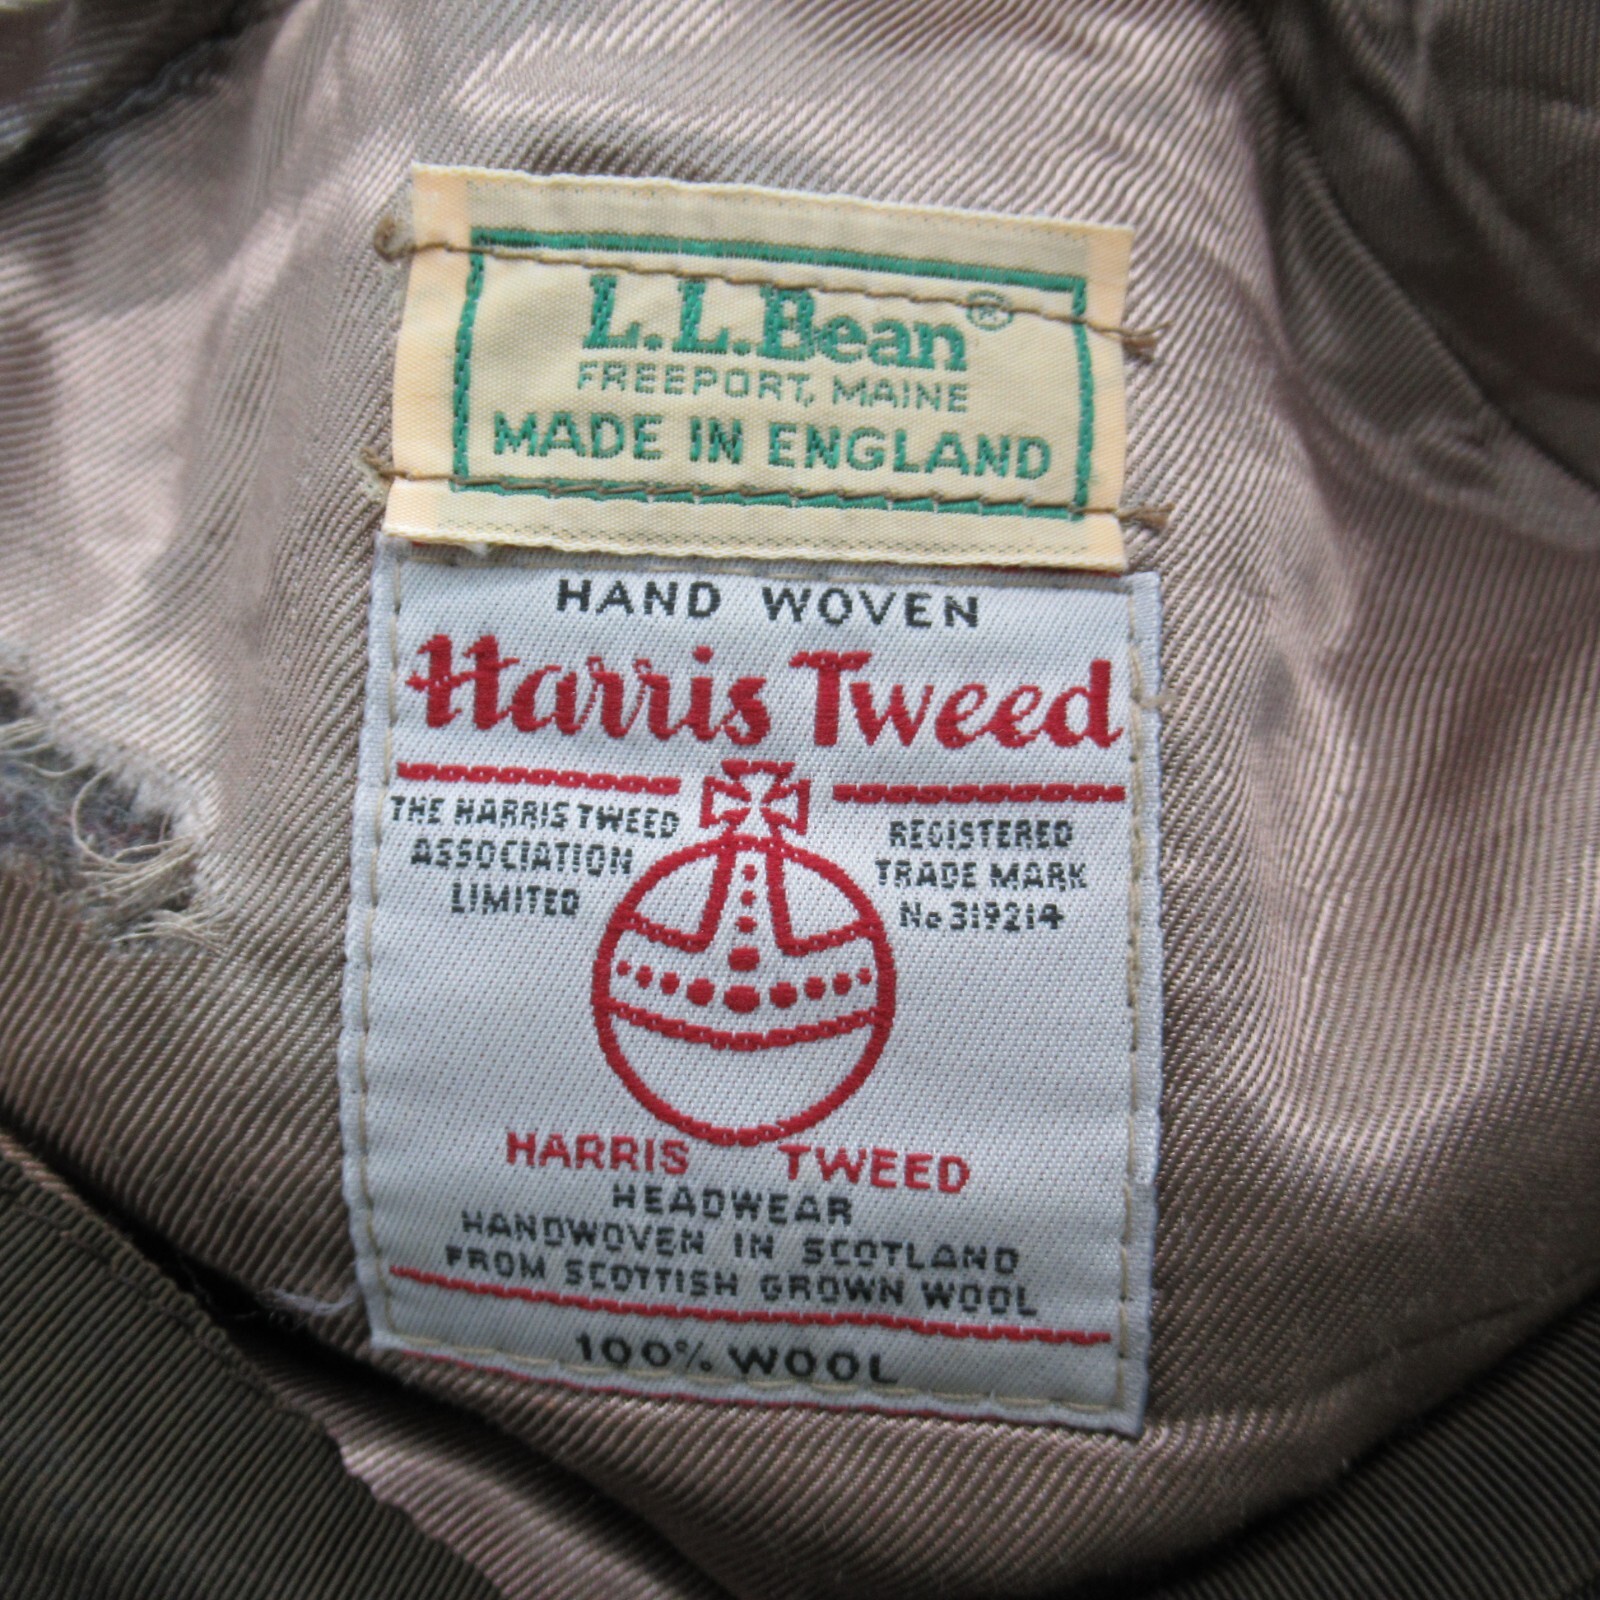 L.L.Bean®
FREEPORT, MAINE
MADE IN ENGLAND
HAND WOVEN
Harris Tweed
THE HARRIS TWEED
ASSOCIATION
LIMITED
REGISTERED
TRADE MARK
No 319214
HARRIS TWEED
HEADWEAR
HANDWOVEN IN SCOTLAND
FROM SCOTTISH GROWN WOOL
100% WOOL